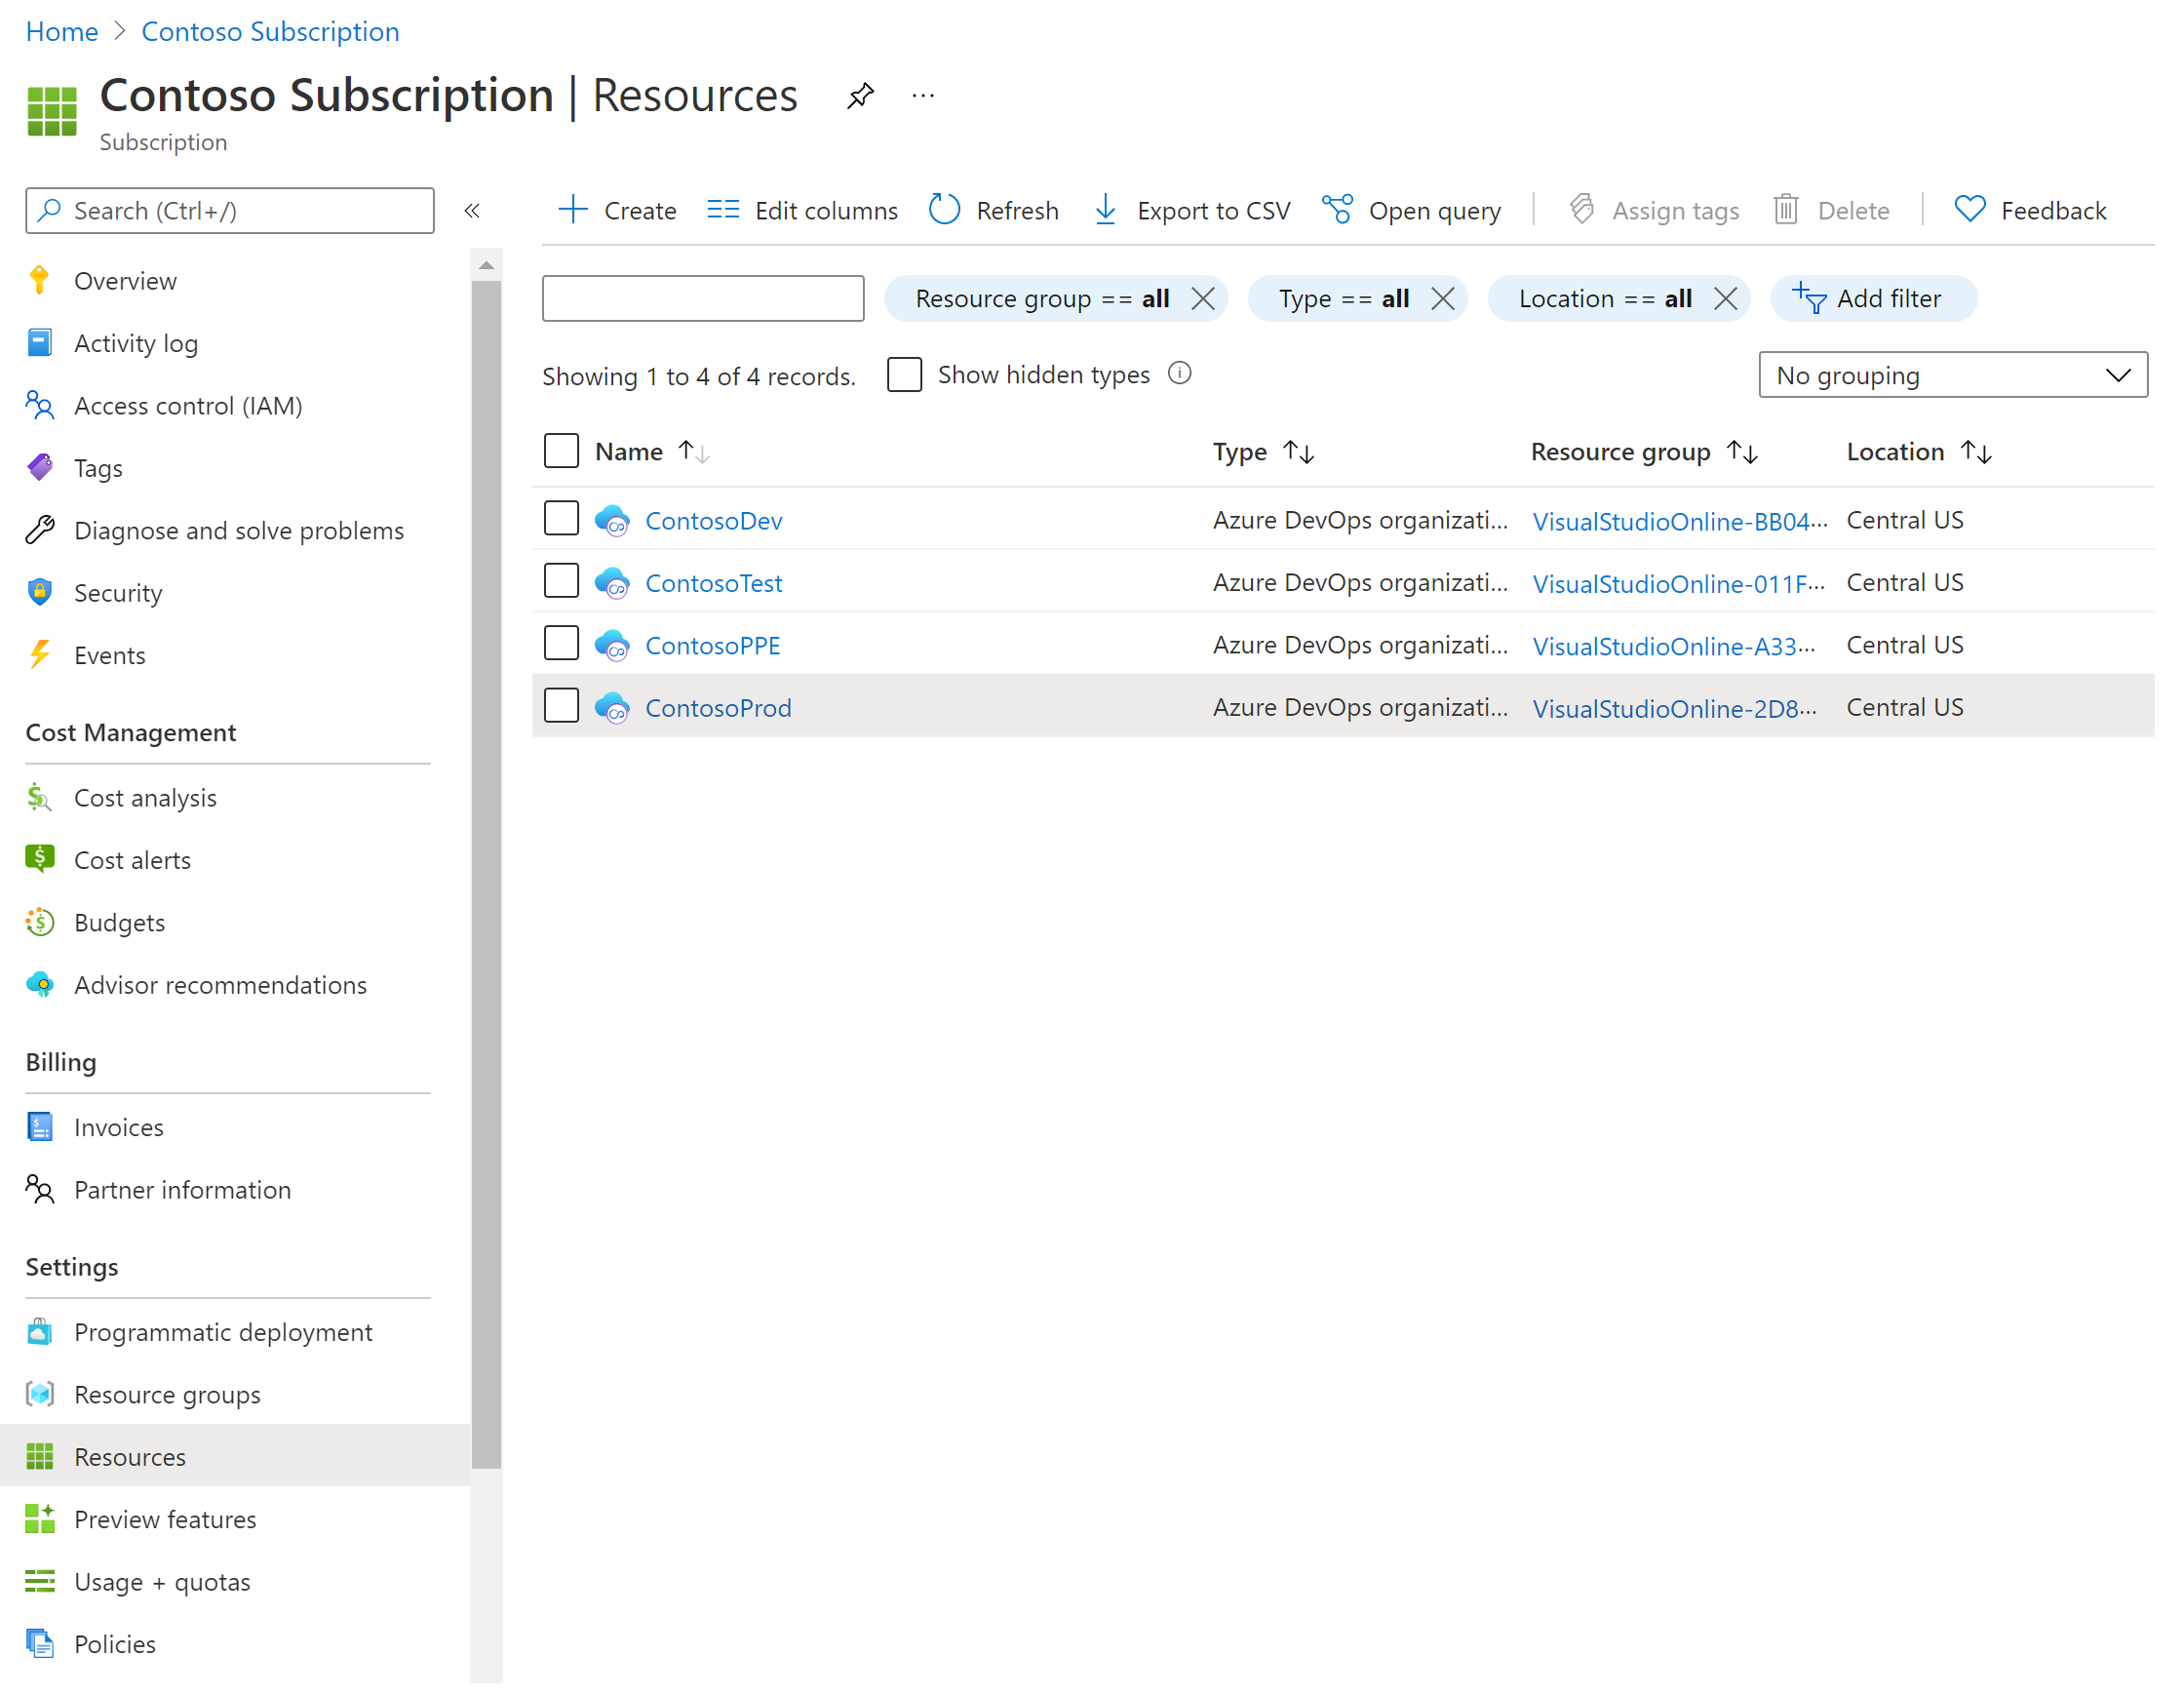 Home > Contoso Subscription
Contoso Subscription | Resources ...
Subscription
Search (Ctrl+/)
«
Overview
Activity log
Access control (IAM)
Tags
Diagnose and solve problems
Security
Events
Cost Management
Cost analysis
Cost alerts
Budgets
Advisor recommendations
Billing
Invoices
Partner information
Settings
Programmatic deployment
Resource groups
Resources
Preview features
Usage + quotas
Policies
Create Edit columns Refresh Export to CSV Open query Assign tags Delete Feedback
Resource group == all Type == all Location == all Add filter
Showing 1 to 4 of 4 records. Show hidden types No grouping
Name Type Resource group Location
ContosoDev Azure DevOps organizati... VisualStudioOnline-BB04... Central US
ContosoTest Azure DevOps organizati... VisualStudioOnline-011F... Central US
ContosoPPE Azure DevOps organizati... VisualStudioOnline-A33... Central US
ContosoProd Azure DevOps organizati... VisualStudioOnline-2D8... Central US